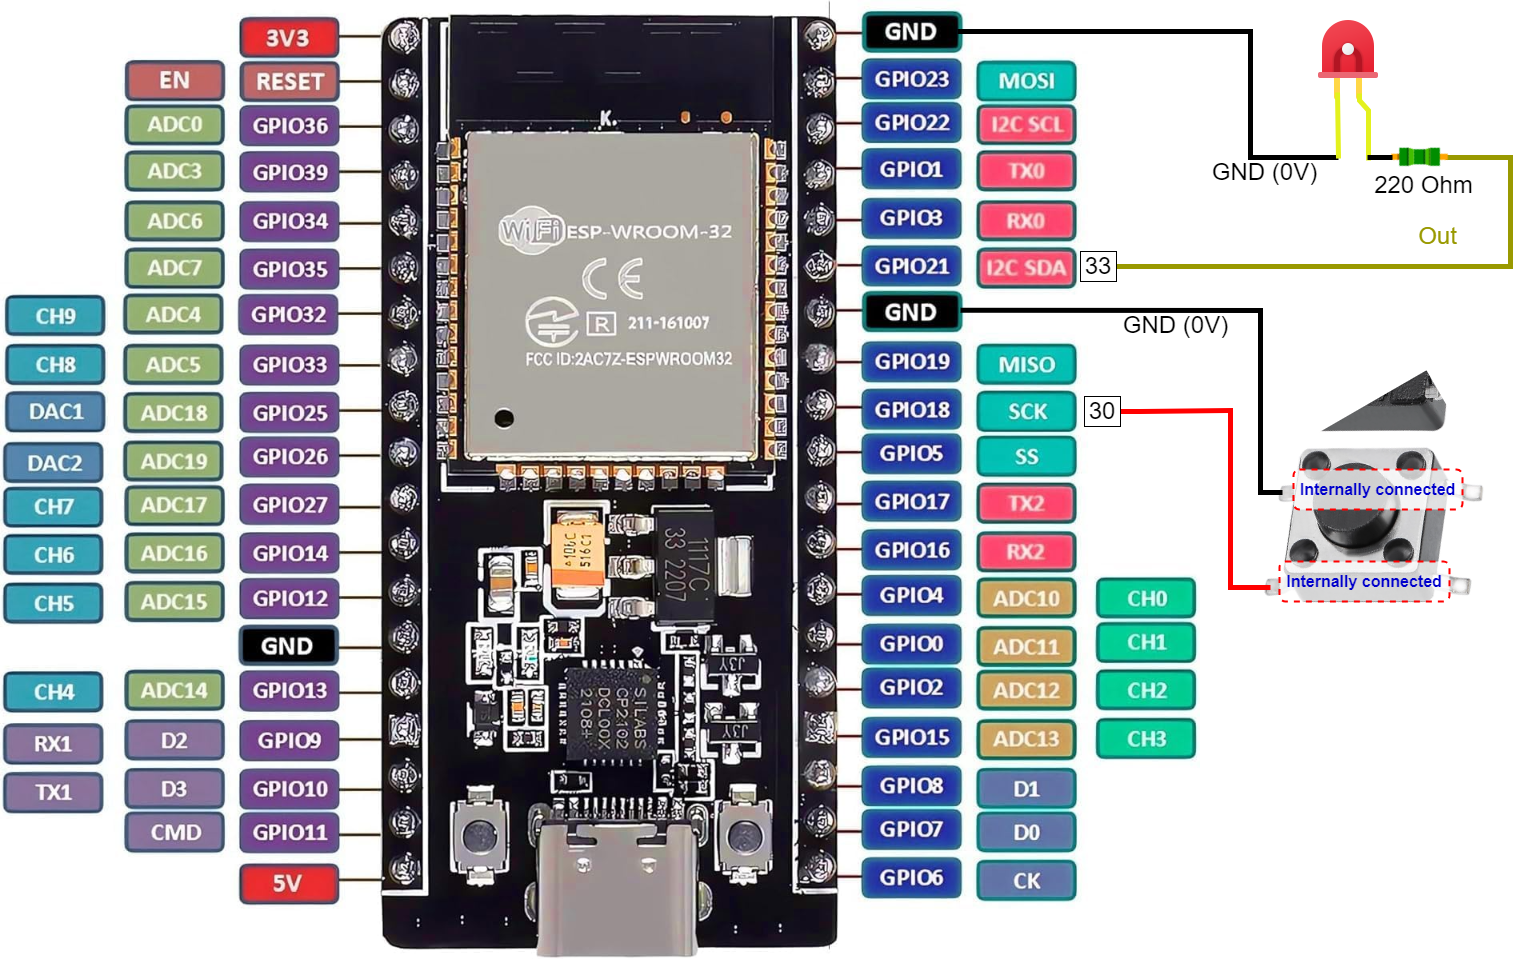 3V3
GND
EN
RESET
GPIO23
MOSI
ADC0
GPIO36
GPIO22
I2C SCL
ADC3
GPIO39
GPIO1
TX0
GND (0V)
220 Ohm
ADC6
GPIO34
GPIO3
RX0
Out
ADC7
GPIO35
GPIO21
I2C SDA
33
CH9
ADC4
GPIO32
GND
GND (0V)
CH8
ADC5
GPIO33
GPIO19
MISO
DAC1
ADC18
GPIO25
GPIO18
SCK
30
DAC2
ADC19
GPIO26
GPIO5
SS
CH7
ADC17
GPIO27
GPIO17
TX2
Internally connected
CH6
ADC16
GPIO14
GPIO16
RX2
Internally connected
CH5
ADC15
GPIO12
GPIO4
ADC10
CH0
GND
GPIO0
ADC11
CH1
CH4
ADC14
GPIO13
GPIO2
ADC12
CH2
RX1
D2
GPIO9
GPIO15
ADC13
CH3
TX1
D3
GPIO10
GPIO8
D1
CMD
GPIO11
GPIO7
D0
5V
GPIO6
CK
K.
WiFi ESP-WROOM-32
CE
R 211-161007
FCC ID:2AC7Z-ESPWROOM32
106C
516C1
1117C
33 2207
J3Y
J3Y
SILABS
CP2102
DCL00X
2108+